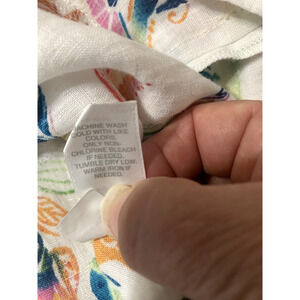 MACHINE WASH
COLD WITH LIKE
COLORS.
ONLY NON-
CHLORINE BLEACH
IF NEEDED.
TUMBLE DRY LOW.
WARM IRON IF
NEEDED.